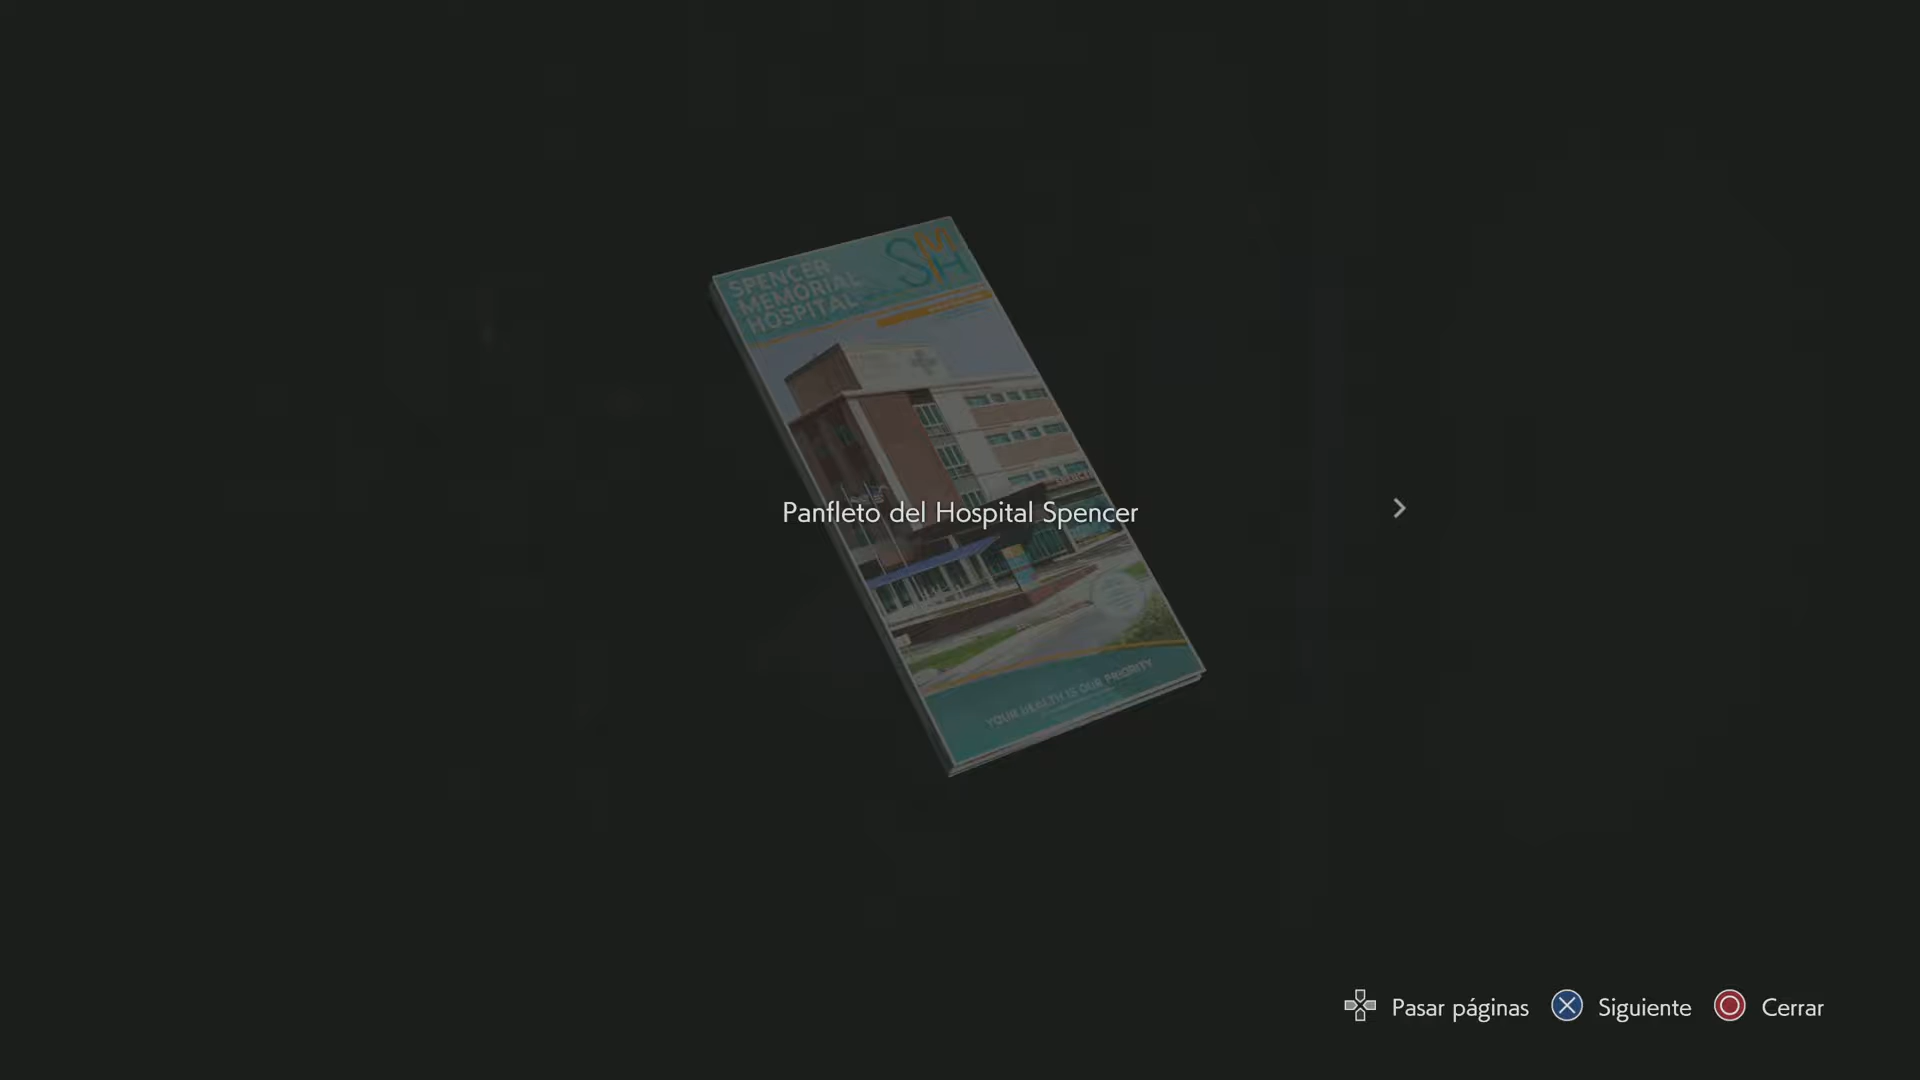 SPENCER
MEMORIAL
HOSPITAL
SMH
Panfleto del Hospital Spencer
YOUR HEALTH IS OUR PRIORITY
Pasar páginas Siguiente Cerrar